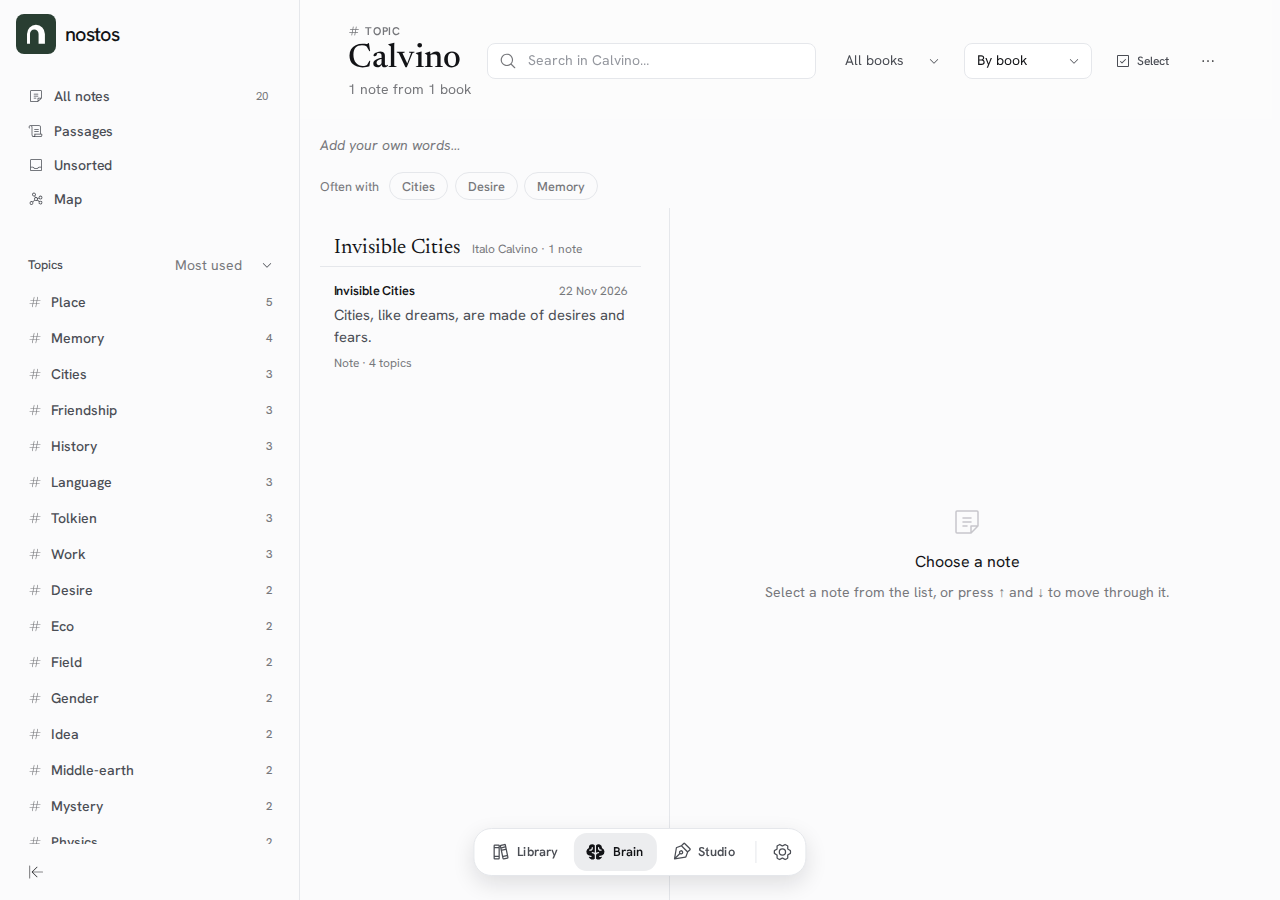 nostos
All notes 20
Passages
Unsorted
Map
Topics Most used
# Place 5
# Memory 4
# Cities 3
# Friendship 3
# History 3
# Language 3
# Tolkien 3
# Work 3
# Desire 2
# Eco 2
# Field 2
# Gender 2
# Idea 2
# Middle-earth 2
# Mystery 2
# Physics 2
# TOPIC
Calvino
1 note from 1 book
Search in Calvino...
All books
By book
Select
Add your own words...
Often with Cities Desire Memory
Invisible Cities Italo Calvino · 1 note
Invisible Cities 22 Nov 2026
Cities, like dreams, are made of desires and
fears.
Note · 4 topics
Choose a note
Select a note from the list, or press ↑ and ↓ to move through it.
Library Brain Studio